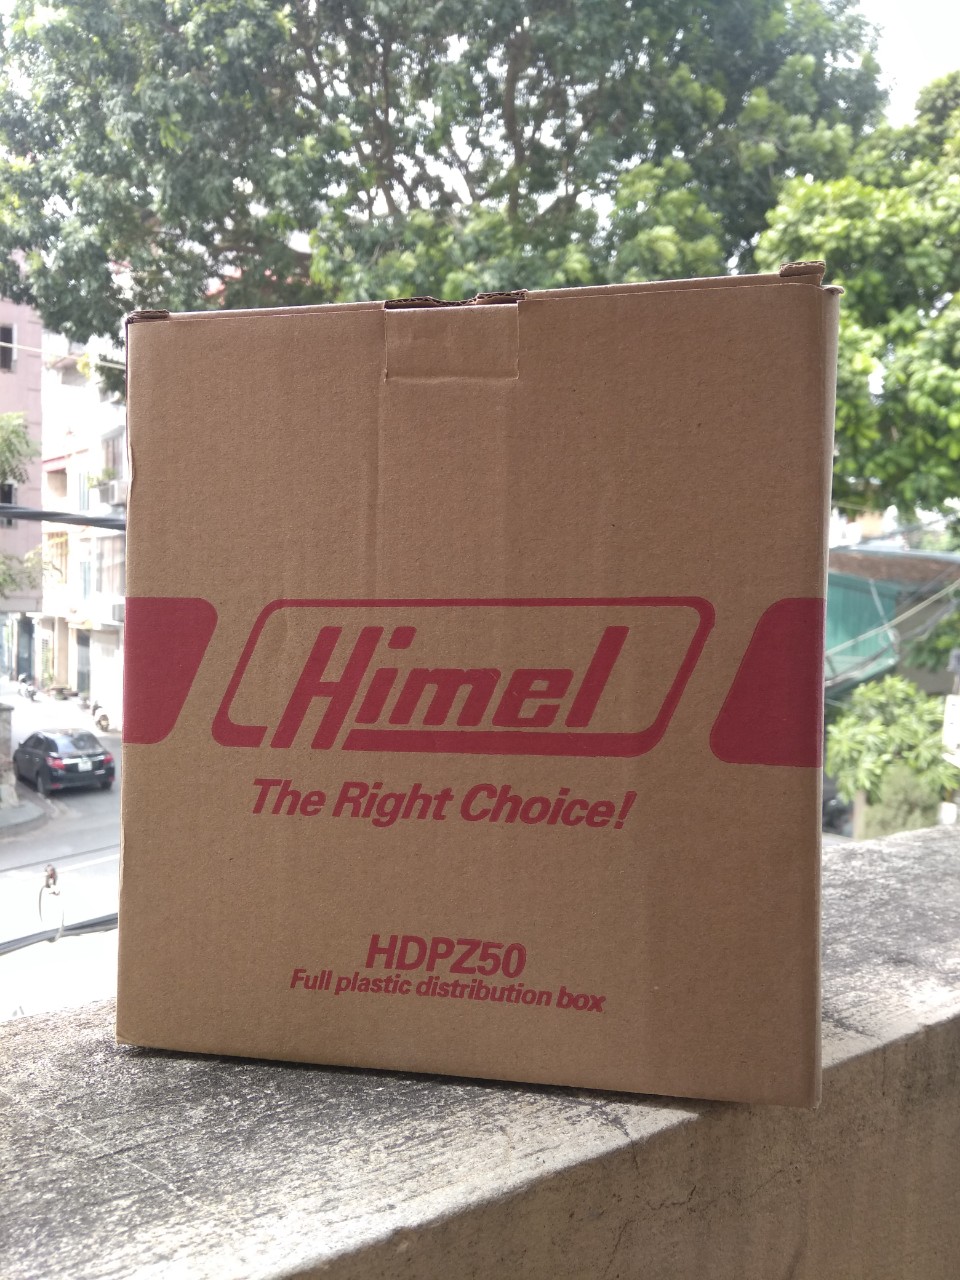 Himel
The Right Choice!
HDPZ50
Full plastic distribution box